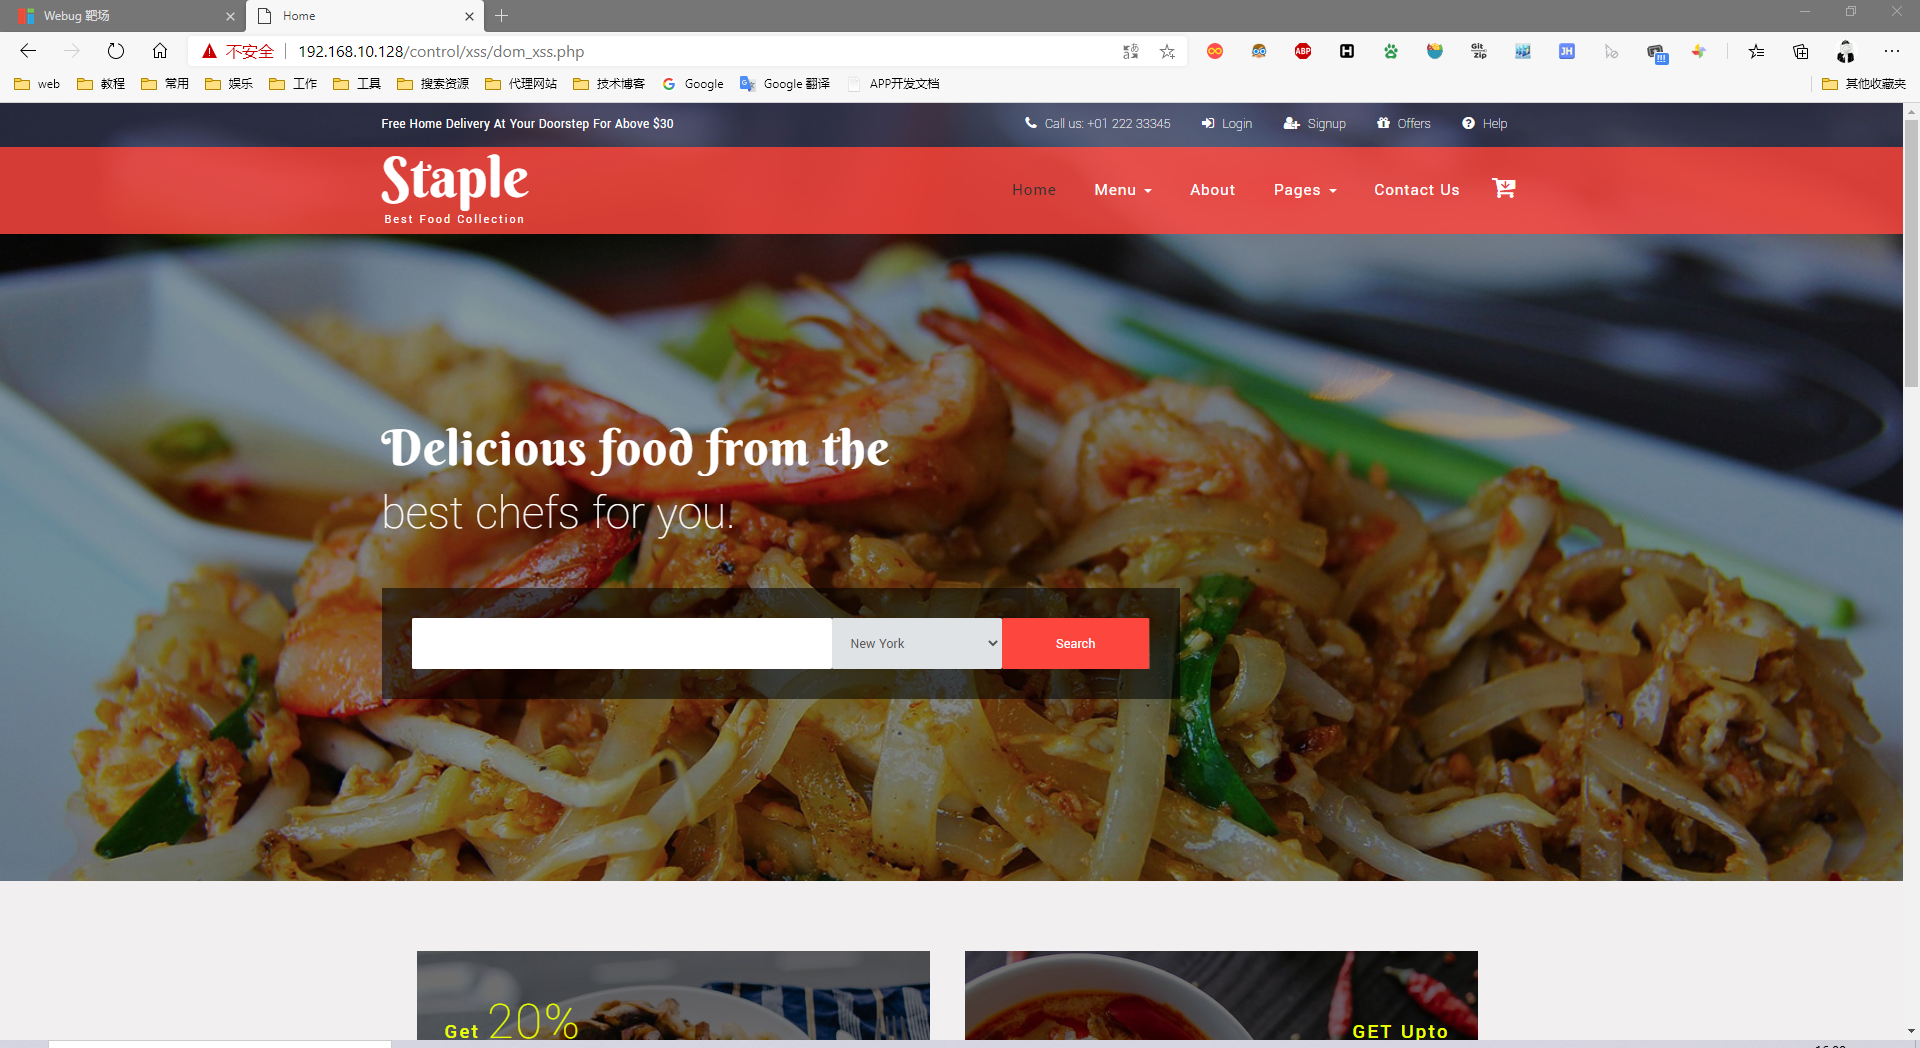 Webug 靶场
Home
不安全 192.168.10.128/control/xss/dom_xss.php
web 教程 常用 娱乐 工作 工具 搜索资源 代理网站 技术博客 Google Google 翻译 APP开发文档 其他收藏夹
Free Home Delivery At Your Doorstep For Above $30
Call us: +01 222 33345 Login Signup Offers Help
Staple
Best Food Collection
Home Menu About Pages Contact Us
Delicious food from the
best chefs for you.
New York Search
Get 20%
GET Upto